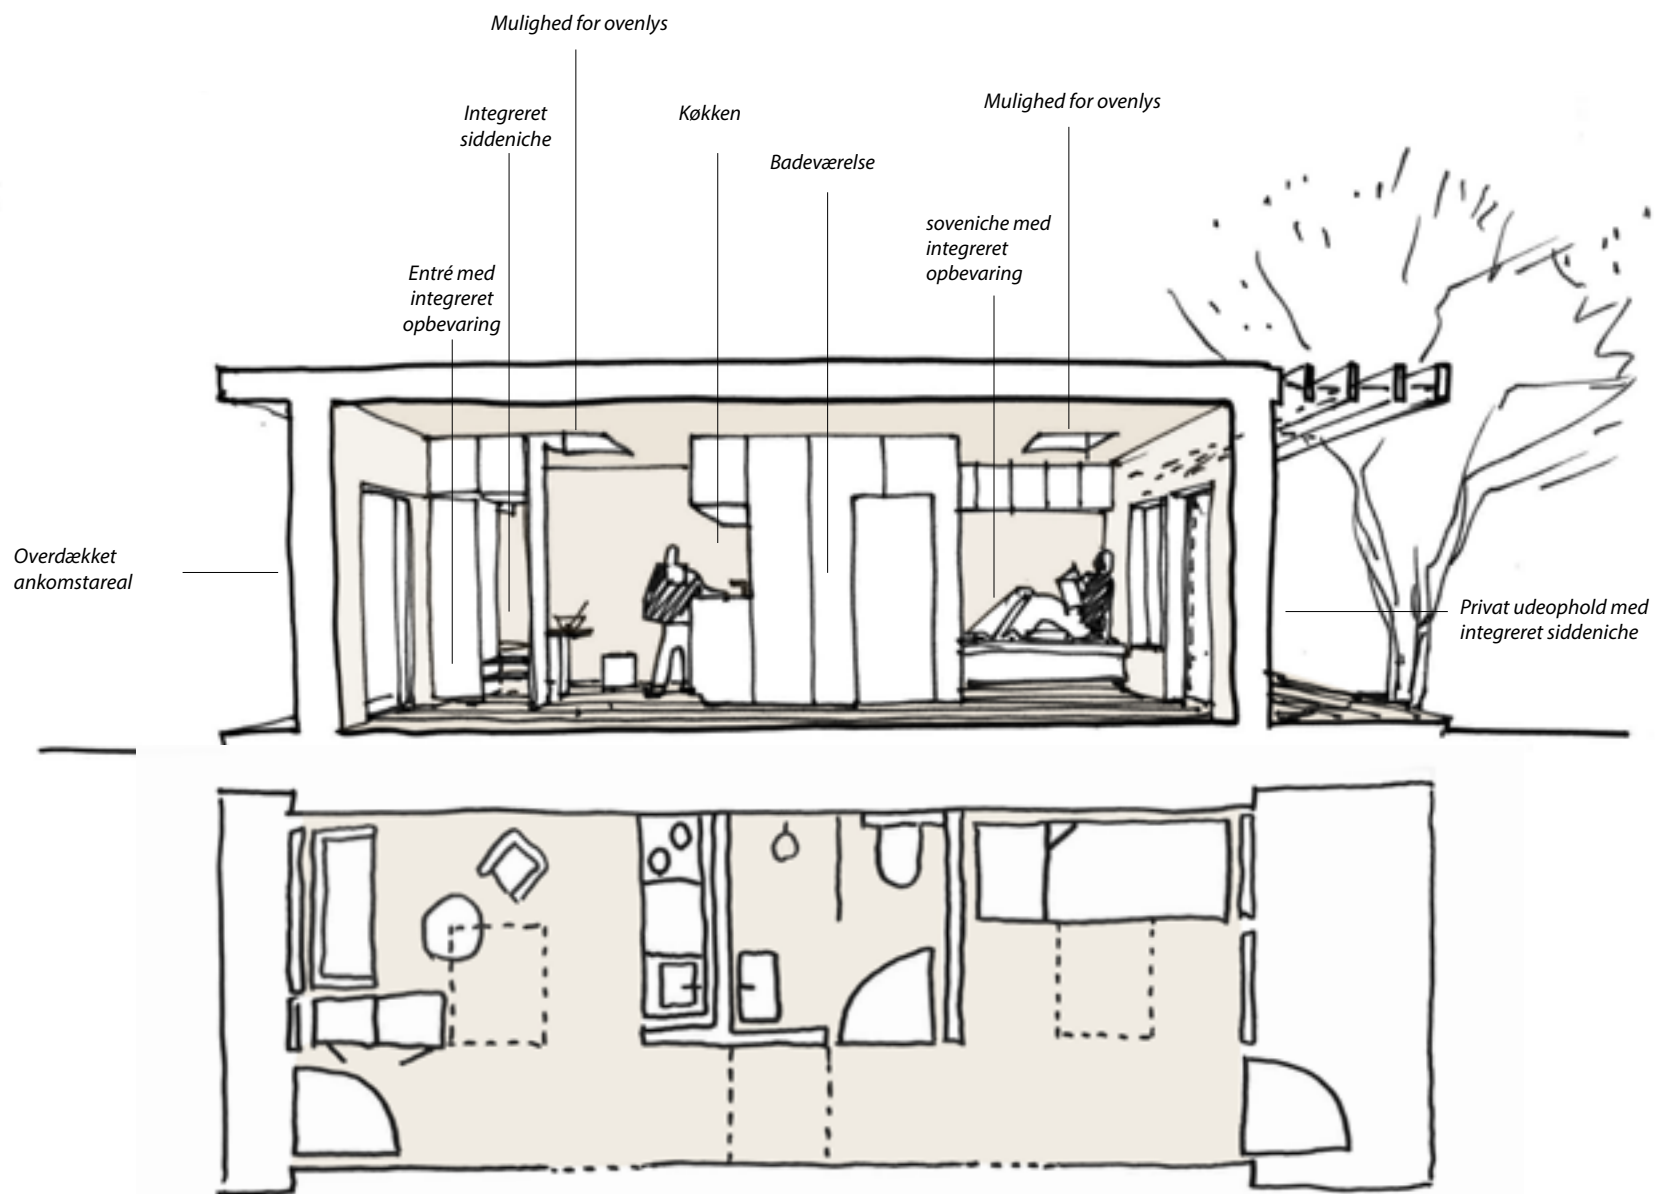 Mulighed for ovenlys
Integreret
siddeniche
Køkken
Mulighed for ovenlys
Badeværelse
soveniche med
integreret
opbevaring
Entré med
integreret
opbevaring
Overdækket
ankomstareal
Privat udeophold med
integreret siddeniche